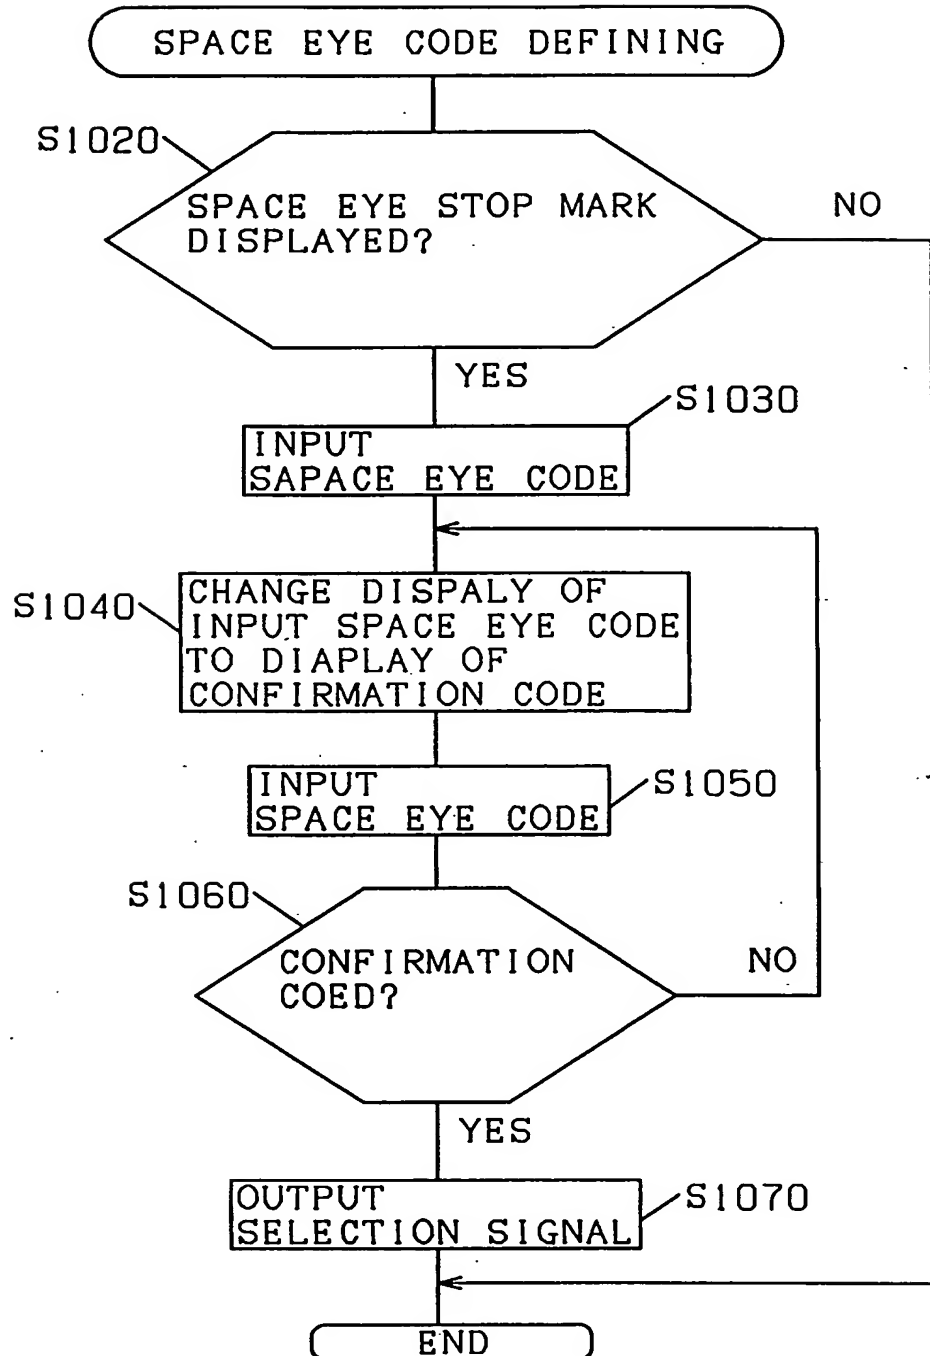 SPACE EYE CODE DEFINING
S1020
SPACE EYE STOP MARK
DISPLAYED?
NO
YES
S1030
INPUT
SAPACE EYE CODE
S1040
CHANGE DISPALY OF
INPUT SPACE EYE CODE
TO DIAPLAY OF
CONFIRMATION CODE
INPUT
SPACE EYE CODE
S1050
S1060
CONFIRMATION
COED?
NO
YES
OUTPUT
SELECTION SIGNAL
S1070
END